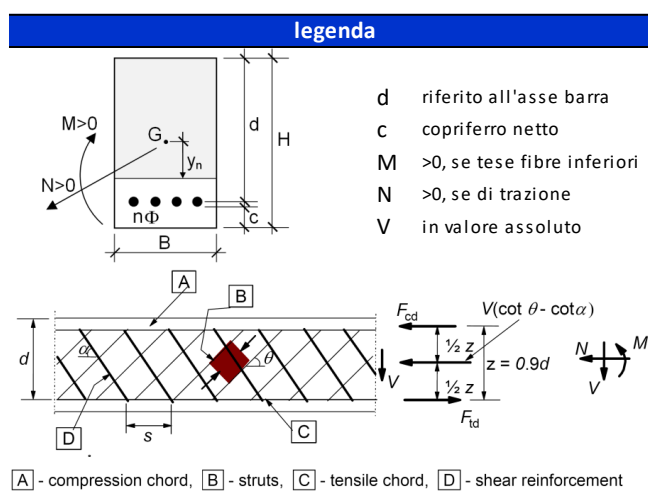 legenda
M>0
G
d
H
yₙ
N>0
nΦ
c
B
d riferito all'asse barra
c copriferro netto
M >0, se tese fibre inferiori
N >0, se di trazione
V in valore assoluto
A
B
d
α
θ
D
s
C
V
F_cd
V(cot θ - cotα)
½ z
½ z
z = 0.9d
F_td
N
M
V
A - compression chord, B - struts, C - tensile chord, D - shear reinforcement